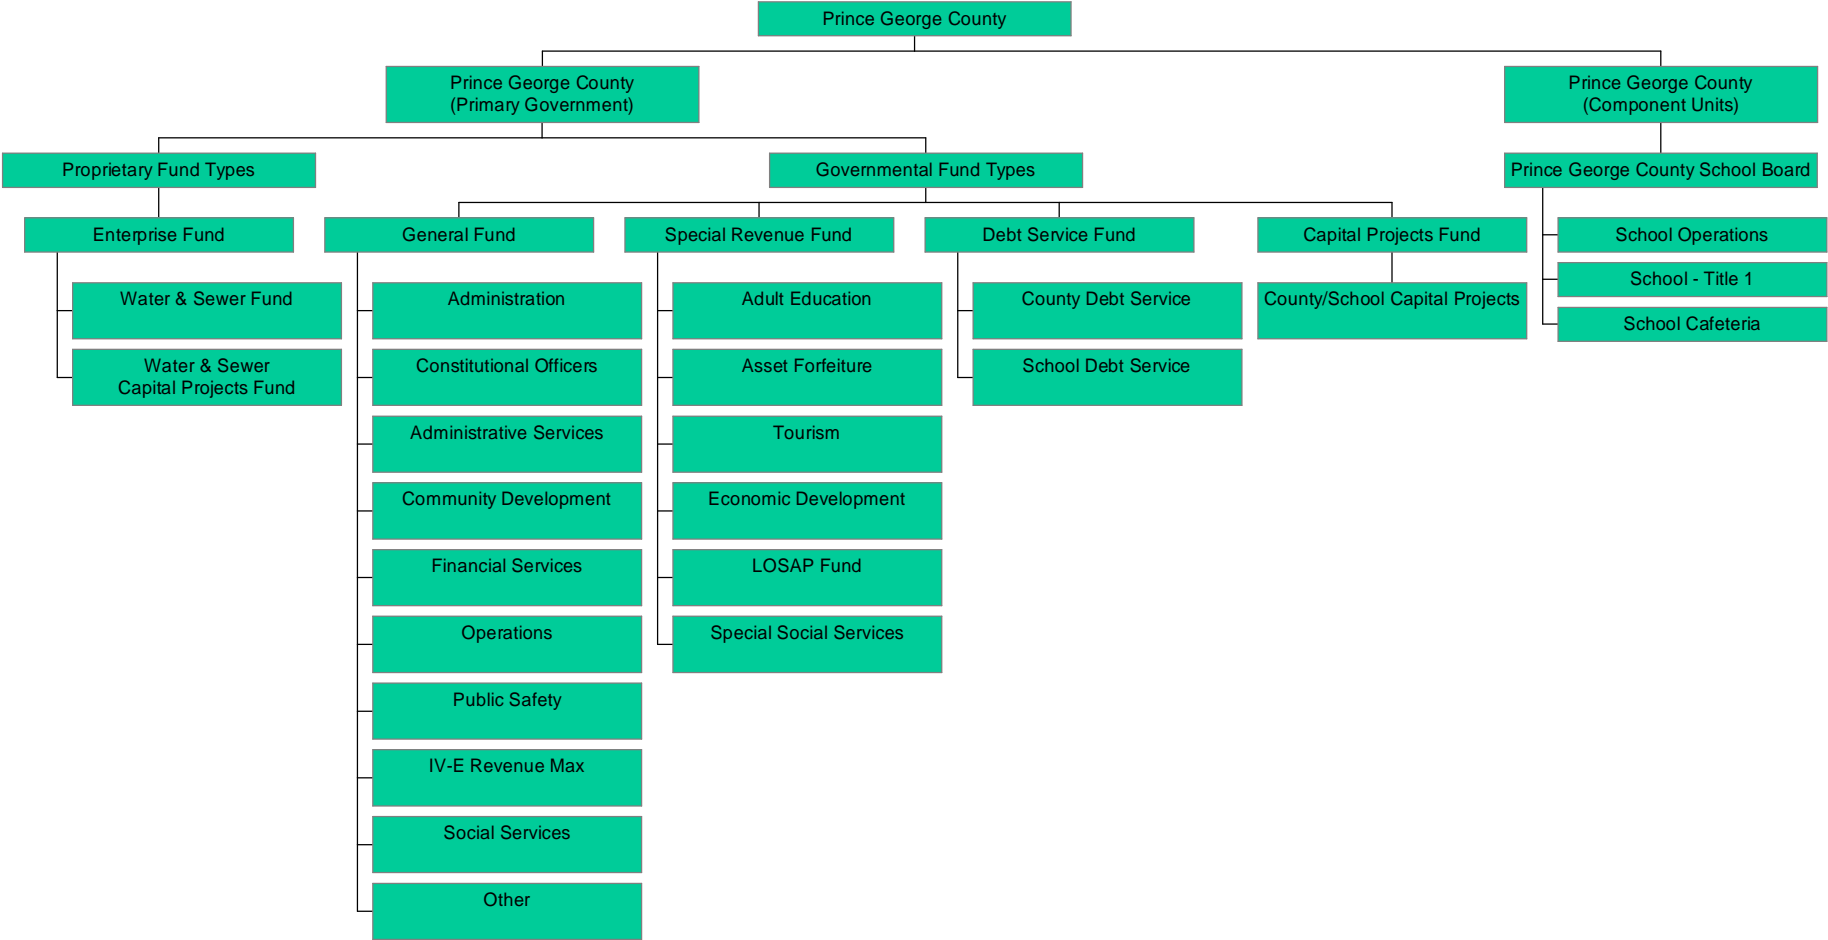 Prince George County
Prince George County
(Primary Government)
Prince George County
(Component Units)
Proprietary Fund Types
Governmental Fund Types
Prince George County School Board
Enterprise Fund
General Fund
Special Revenue Fund
Debt Service Fund
Capital Projects Fund
Water & Sewer Fund
Water & Sewer
Capital Projects Fund
Administration
Constitutional Officers
Administrative Services
Community Development
Financial Services
Operations
Public Safety
IV-E Revenue Max
Social Services
Other
Adult Education
Asset Forfeiture
Tourism
Economic Development
LOSAP Fund
Special Social Services
County Debt Service
School Debt Service
County/School Capital Projects
School Operations
School - Title 1
School Cafeteria